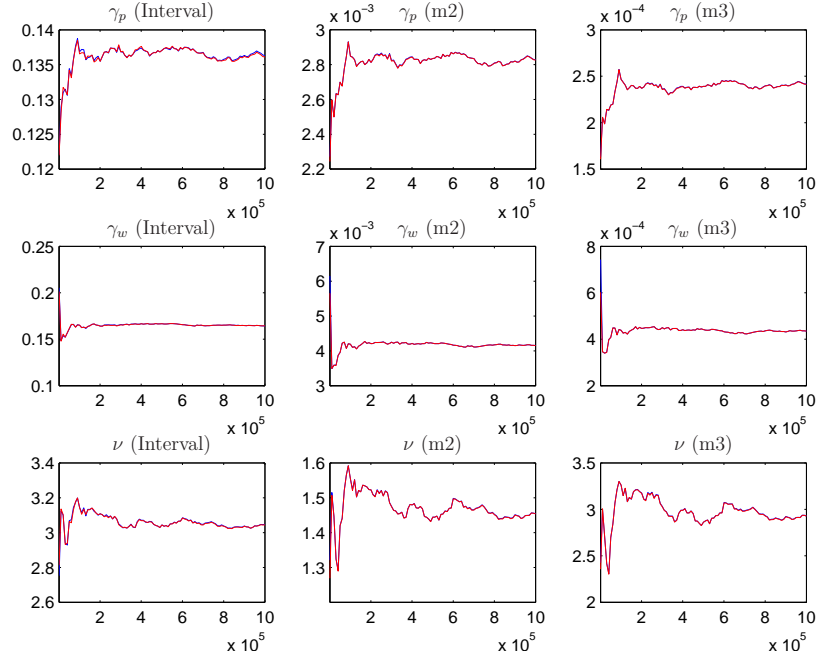 γp (Interval)
0.14
0.135
0.13
0.125
0.12
2 4 6 8 10
x 10^5
γp (m2)
x 10^−3
3
2.8
2.6
2.4
2.2
2 4 6 8 10
x 10^5
γp (m3)
x 10^−4
3.5
2.5
1.5
2 4 6 8 10
x 10^5
γw (Interval)
0.25
0.2
0.15
0.1
2 4 6 8 10
x 10^5
γw (m2)
x 10^−3
7
6
5
4
3
2 4 6 8 10
x 10^5
γw (m3)
x 10^−4
8
6
4
2
2 4 6 8 10
x 10^5
ν (Interval)
3.4
3.2
3
2.8
2.6
2 4 6 8 10
x 10^5
ν (m2)
1.6
1.5
1.4
1.3
2 4 6 8 10
x 10^5
ν (m3)
3.5
3
2.5
2
2 4 6 8 10
x 10^5